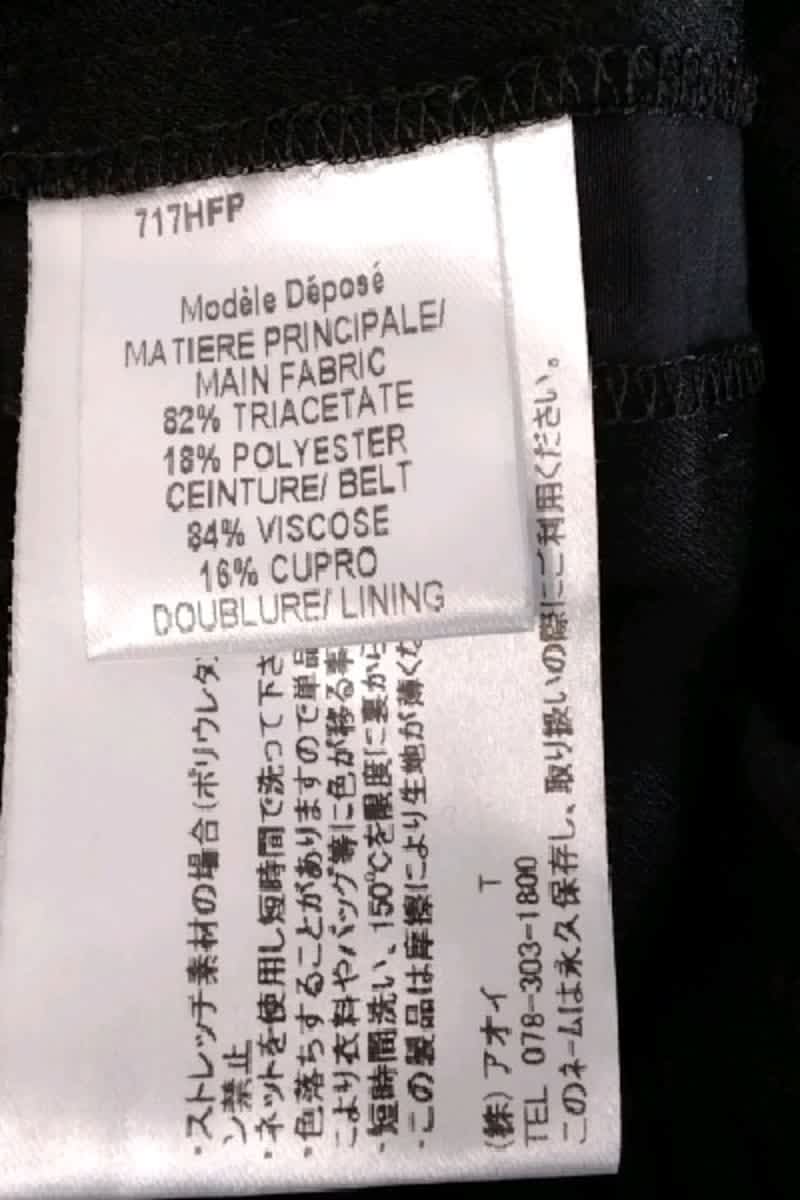 717HFP
Modèle Déposé
MATIERE PRINCIPALE/
MAIN FABRIC
82% TRIACETATE
18% POLYESTER
CEINTURE/ BELT
84% VISCOSE
16% CUPRO
DOUBLURE/ LINING
・ストレッチ素材の場合(ポリウレタ
ン禁止
・ネットを使用し短時間で洗って下さ
・色落ちすることがありますので単品
により衣料やバッグ等に色が移る事
・短時間洗い、150℃を限度に裏から
・この製品は摩擦により生地が薄くな
(株)アオイ T
TEL 078-303-1800
このネームは永久保存し、取り扱いの際にご利用ください。